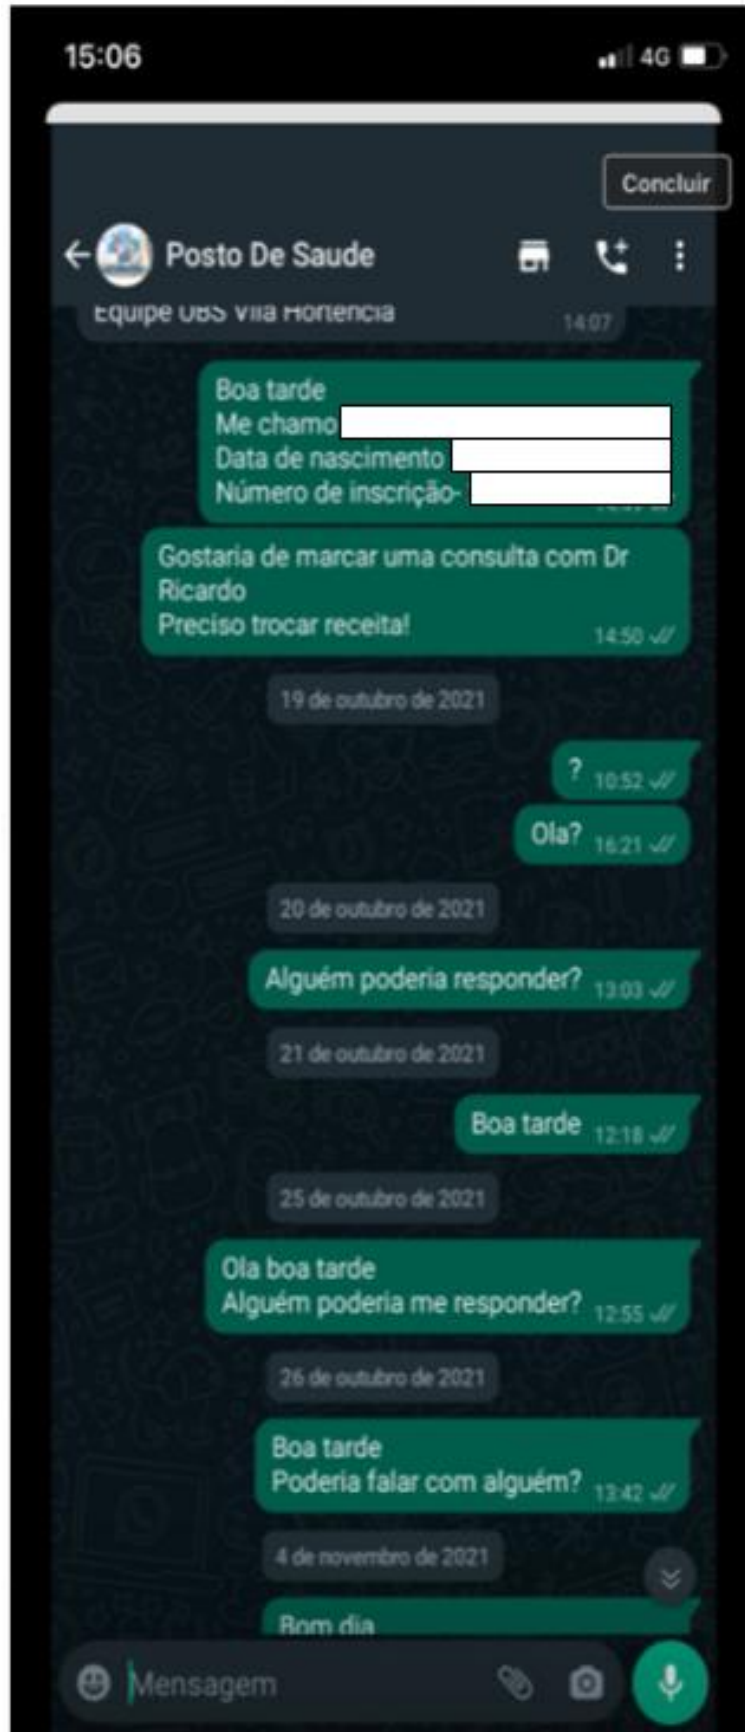 15:06
4G
Concluir
Posto De Saude
Equipe UBS Vila Hortencia
14:07
Boa tarde
Me chamo
Data de nascimento
Número de inscrição-
Gostaria de marcar uma consulta com Dr
Ricardo
Preciso trocar receita!
14:50
19 de outubro de 2021
? 10:52
Ola? 16:21
20 de outubro de 2021
Alguém poderia responder? 13:03
21 de outubro de 2021
Boa tarde 12:18
25 de outubro de 2021
Ola boa tarde
Alguém poderia me responder? 12:55
26 de outubro de 2021
Boa tarde
Poderia falar com alguém? 13:42
4 de novembro de 2021
Bom dia
Mensagem